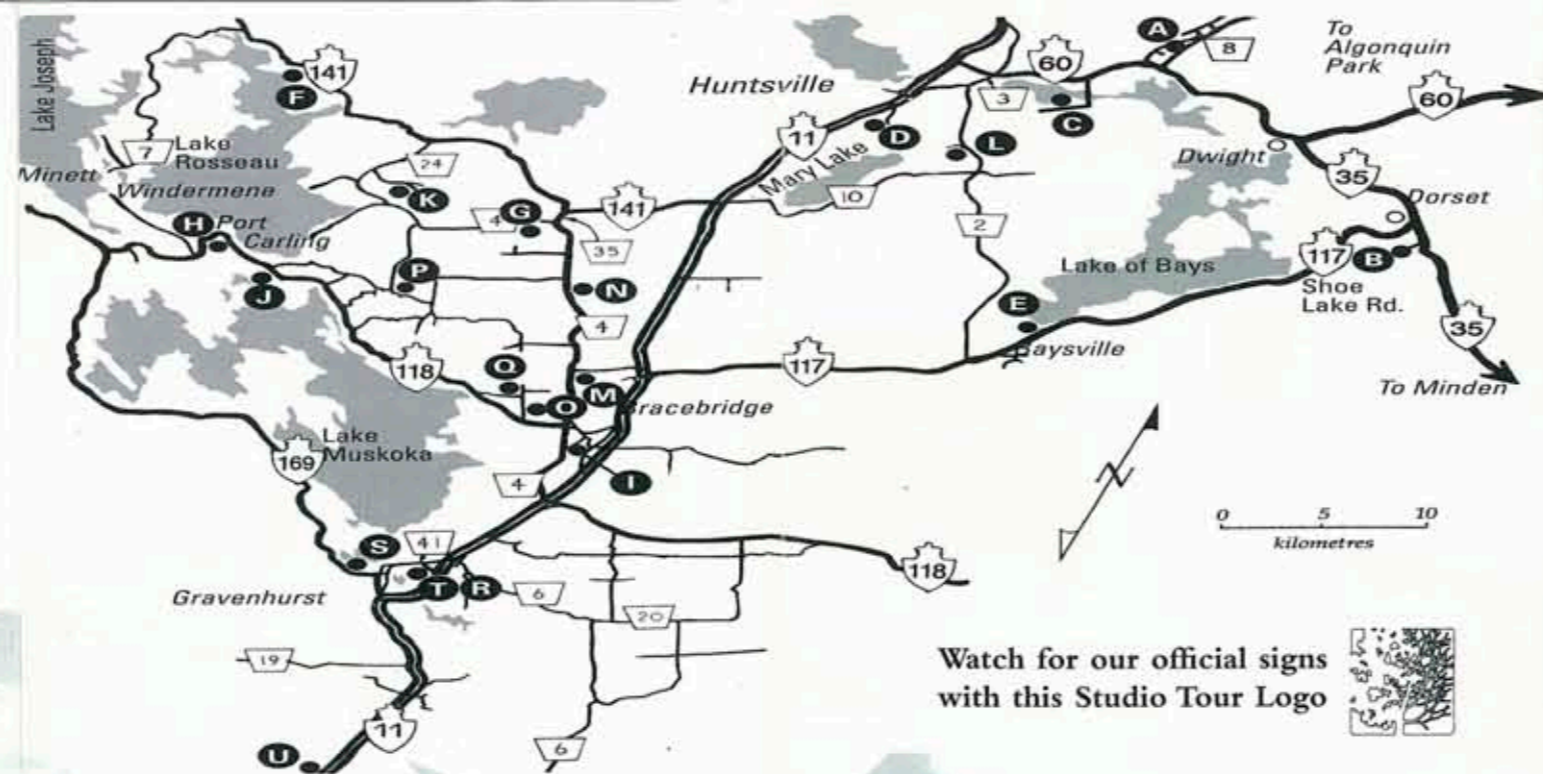 A
8
To
Algonquin
Park
60
60
Lake Joseph
F
141
Huntsville
3
C
11
D
L
7
Lake
Rosseau
24
Mary Lake
Dwight
35
Minett
Windermene
K
10
Dorset
H
Port
Carling
4
G
141
2
35
117
B
P
Lake of Bays
J
N
E
Shoe
Lake Rd.
4
35
118
Q
117
Baysville
To Minden
O
M
Bracebridge
Lake
Muskoka
169
4
I
N
0 5 10
kilometres
S
41
118
Gravenhurst
T
R
6
20
19
Watch for our official signs
with this Studio Tour Logo
11
U
6